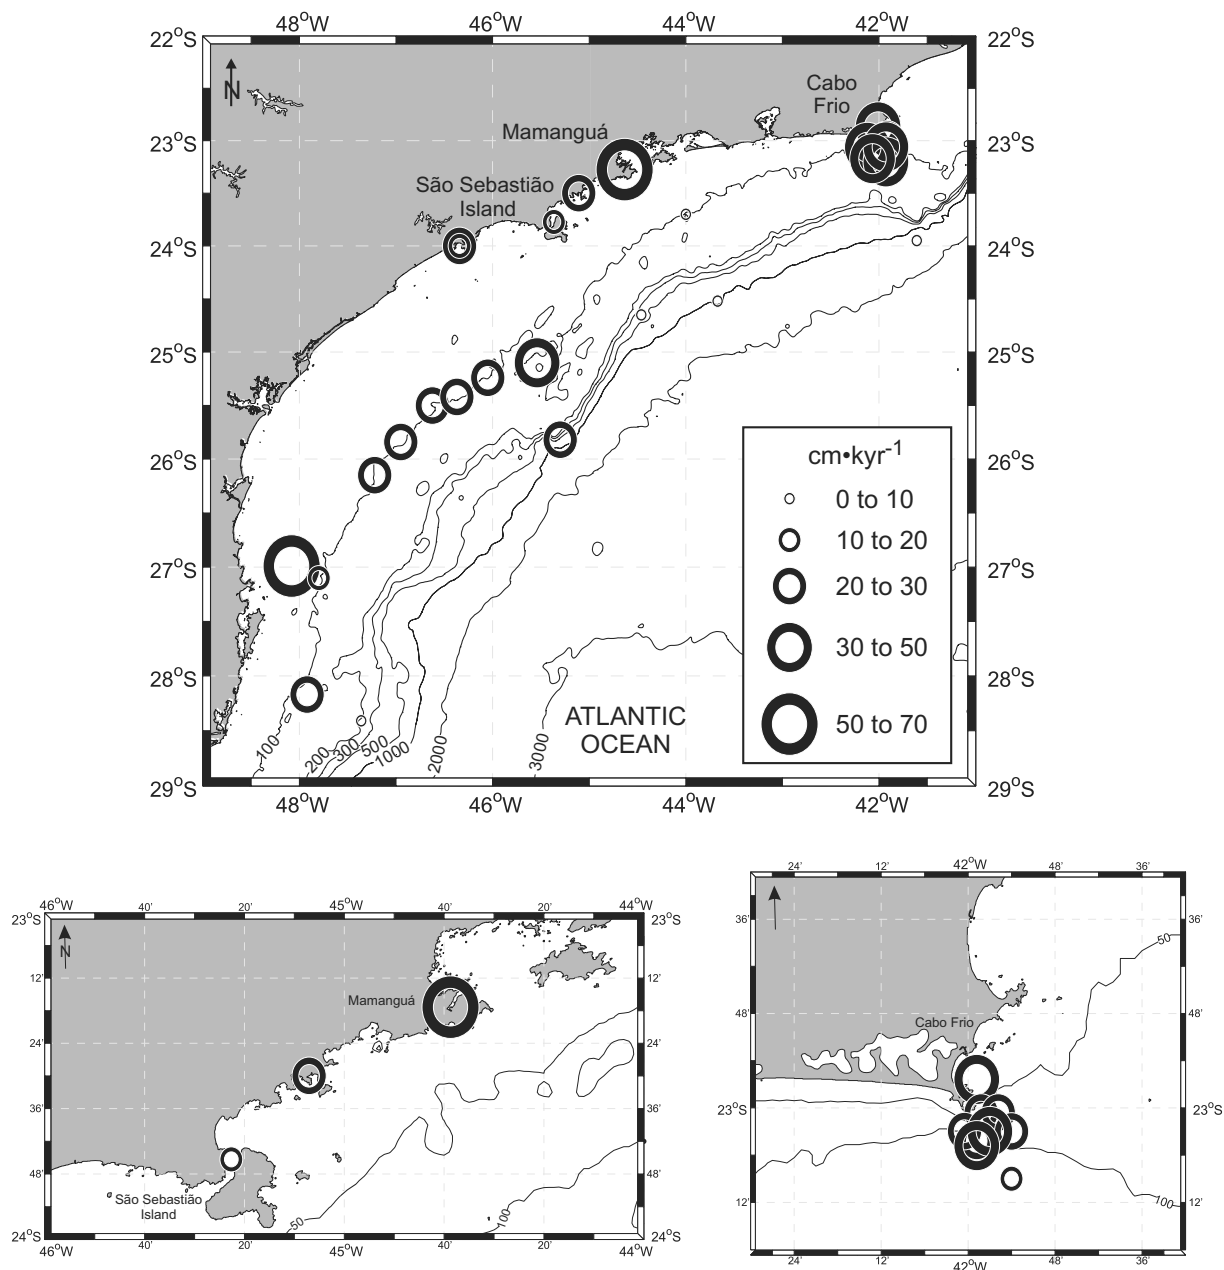 48°W 46°W 44°W 42°W
22°S 22°S
N
Cabo
Frio
Mamanguá
23°S 23°S
São Sebastião
Island
24°S 24°S
25°S 25°S
cm•kyr-1
26°S 26°S
0 to 10
10 to 20
27°S 27°S
20 to 30
30 to 50
28°S 28°S
50 to 70
ATLANTIC
OCEAN
100 200 300 500 1000 2000 3000
29°S 29°S
48°W 46°W 44°W 42°W
46°W 40' 20' 45°W 40' 20' 44°W
23°S
N
12'
Mamanguá
24'
36'
48'
São Sebastião
Island
50 100
24°S 24°S
46°W 40' 20' 45°W 40' 20' 44°W
24' 12' 42°W 48' 36'
36' 36'
50
48' 48'
Cabo Frio
23°S 23°S
100
12' 12'
24' 12' 42°W 48' 36'